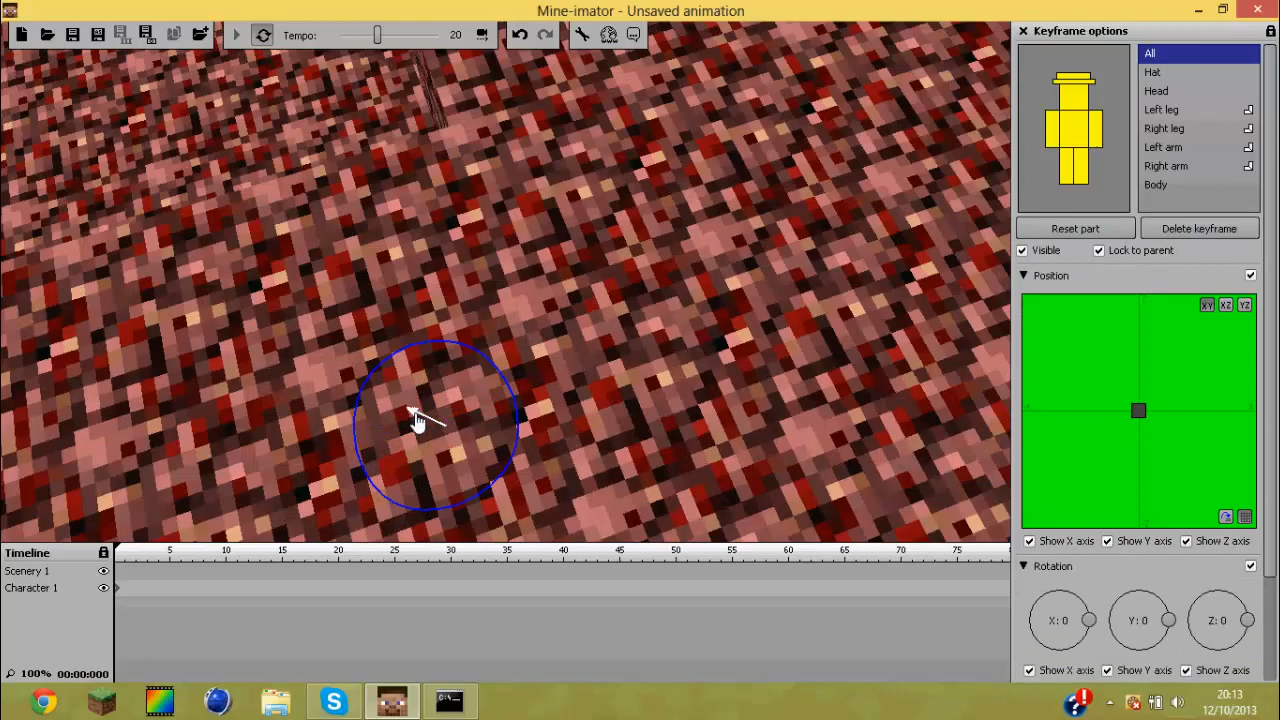 Mine-imator - Unsaved animation
Tempo: 20
Keyframe options
All
Hat
Head
Left leg
Right leg
Left arm
Right arm
Body
Reset part
Delete keyframe
Visible
Lock to parent
Position
XY XZ YZ
Show X axis Show Y axis Show Z axis
Rotation
X: 0 Y: 0 Z: 0
Show X axis Show Y axis Show Z axis
Timeline
5 10 15 20 25 30 35 40 45 50 55 60 65 70 75
Scenery 1
Character 1
100% 00:00:000
20:13
12/10/2013